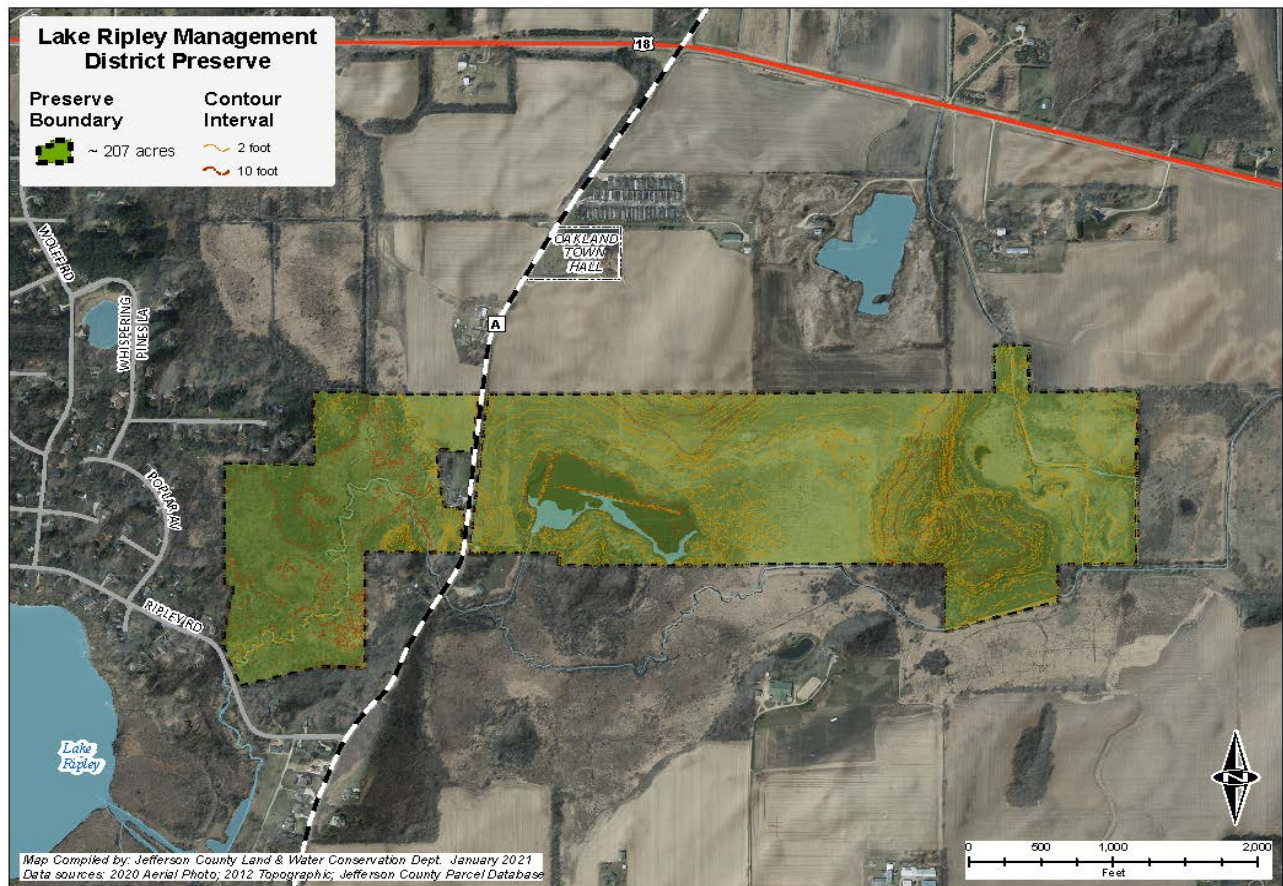 Lake Ripley Management
District Preserve
Preserve
Boundary
~ 207 acres
Contour
Interval
2 foot
10 foot
18
WOLFF RD
WHISPERING
PINES LA
OAKLAND
TOWN
HALL
A
POPLAR AV
RIPLEY RD
Lake
Ripley
N
0 500 1,000 2,000
Feet
Map Compiled by: Jefferson County Land & Water Conservation Dept. January 2021
Data sources: 2020 Aerial Photo; 2012 Topographic; Jefferson County Parcel Database